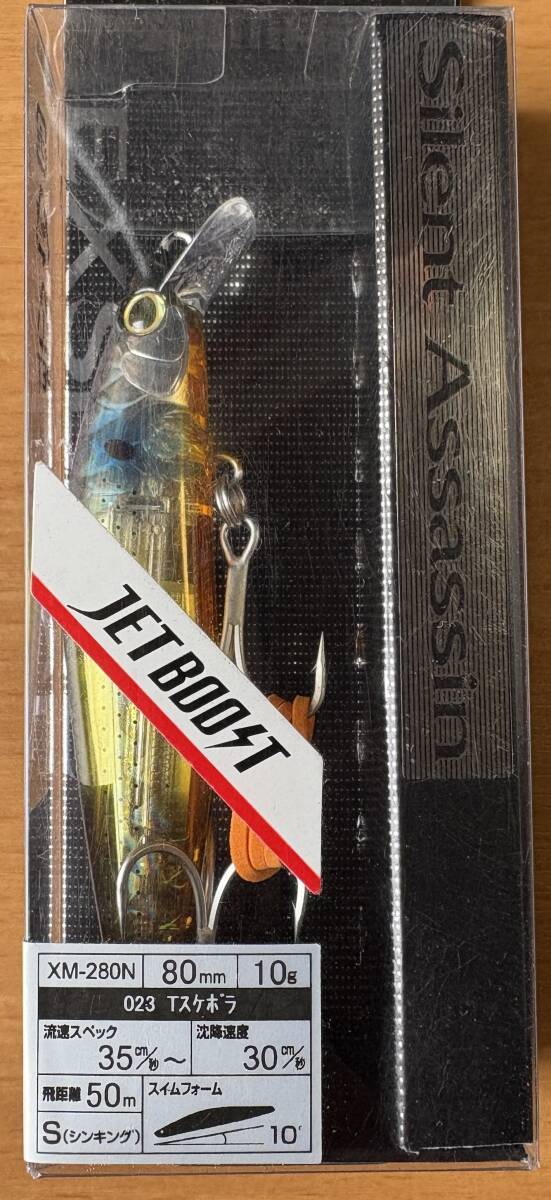 Silent Assassin
JET BOOST
XM-280N 80mm 10g
023 Tスケボラ
流速スペック 沈降速度
35cm/秒〜 30cm/秒
飛距離 50m スイムフォーム
S(シンキング) 10°